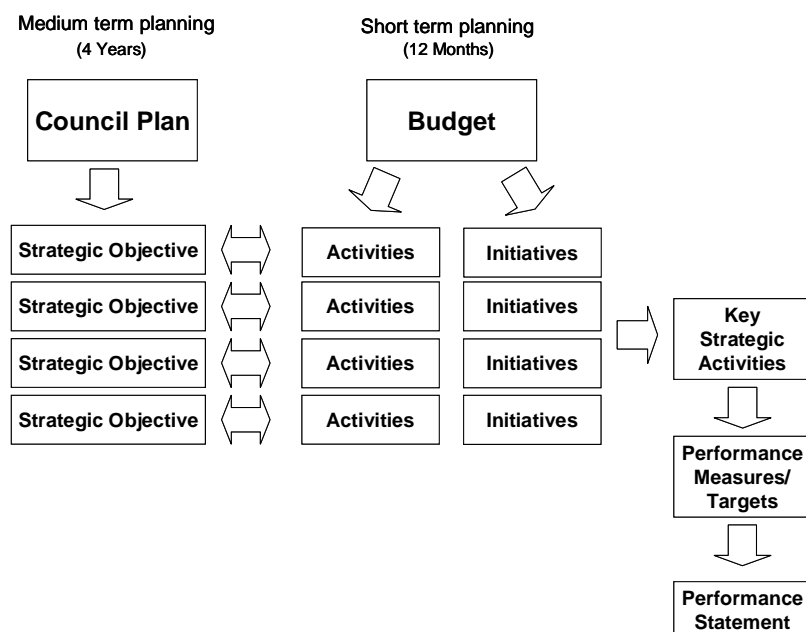 Medium term planning
(4 Years)
Short term planning
(12 Months)
Council Plan
Budget
Strategic Objective
Activities
Initiatives
Strategic Objective
Activities
Initiatives
Strategic Objective
Activities
Initiatives
Strategic Objective
Activities
Initiatives
Key
Strategic
Activities
Performance
Measures/
Targets
Performance
Statement